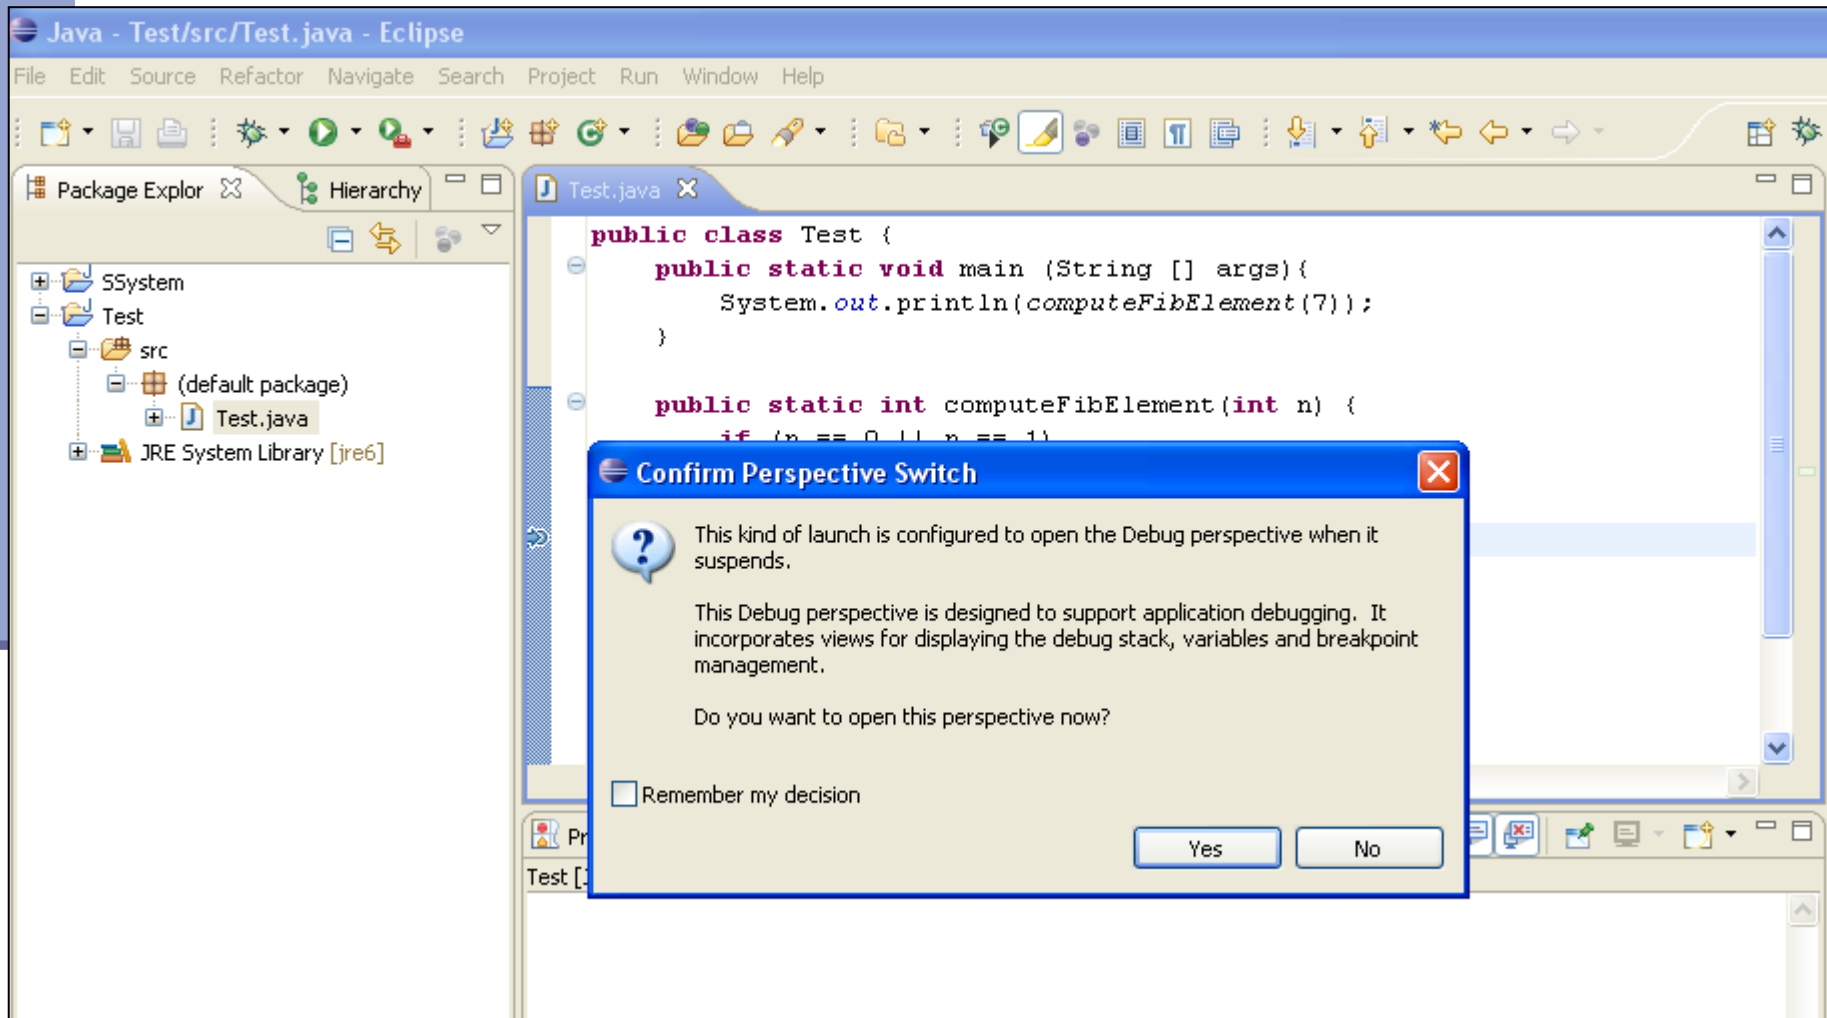 Java - Test/src/Test.java - Eclipse
File Edit Source Refactor Navigate Search Project Run Window Help
Package Explor
Hierarchy
SSystem
Test
src
(default package)
Test.java
JRE System Library [jre6]
Test.java
public class Test {
public static void main (String [] args){
System.out.println(computeFibElement(7));
}
public static int computeFibElement(int n) {
if (n == 0 || n == 1)
Confirm Perspective Switch
This kind of launch is configured to open the Debug perspective when it
suspends.
This Debug perspective is designed to support application debugging. It
incorporates views for displaying the debug stack, variables and breakpoint
management.
Do you want to open this perspective now?
Remember my decision
Yes
No
Pr
Test [